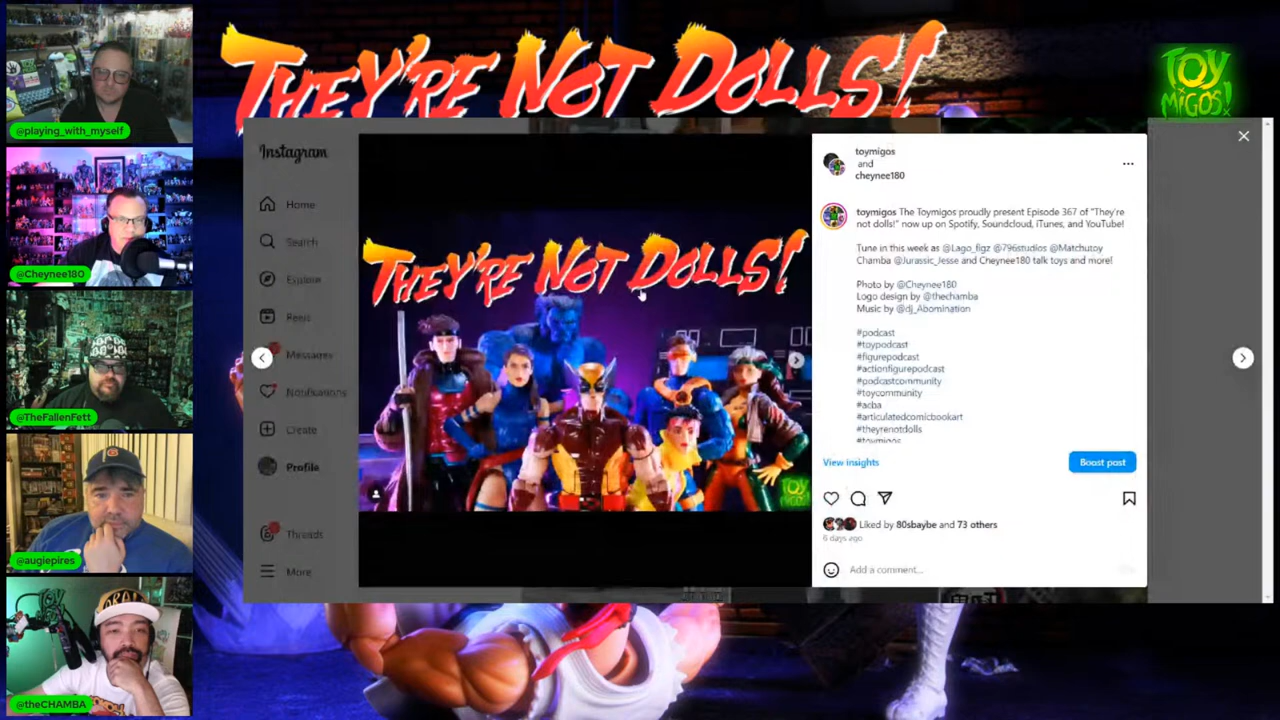 THEY'RE NOT DOLLS!
TOY
MIGOS!
@playing_with_myself
@Cheynee180
@TheFallenFett
@augiepires
@theCHAMBA
Instagram
Home
Search
Explore
Reels
Messages
Notifications
Create
Profile
Threads
More
THEY'RE NOT DOLLS!
TOY
MIGOS!
toymigos
and
cheynee180
toymigos The Toymigos proudly present Episode 367 of "They're
not dolls!" now up on Spotify, Soundcloud, iTunes, and YouTube!
Tune in this week as @Lago_figz @796studios @Matchutoy
Chamba @Jurassic_Jesse and Cheynee180 talk toys and more!
Photo by @Cheynee180
Logo design by @thechamba
Music by @dj_Abomination
#podcast
#toypodcast
#figurepodcast
#actionfigurepodcast
#podcastcommunity
#toycommunity
#acba
#articulatedcomicbookart
#theyrenotdolls
#toymigos
View insights
Boost post
Liked by 80sbaybe and 73 others
6 days ago
Add a comment...